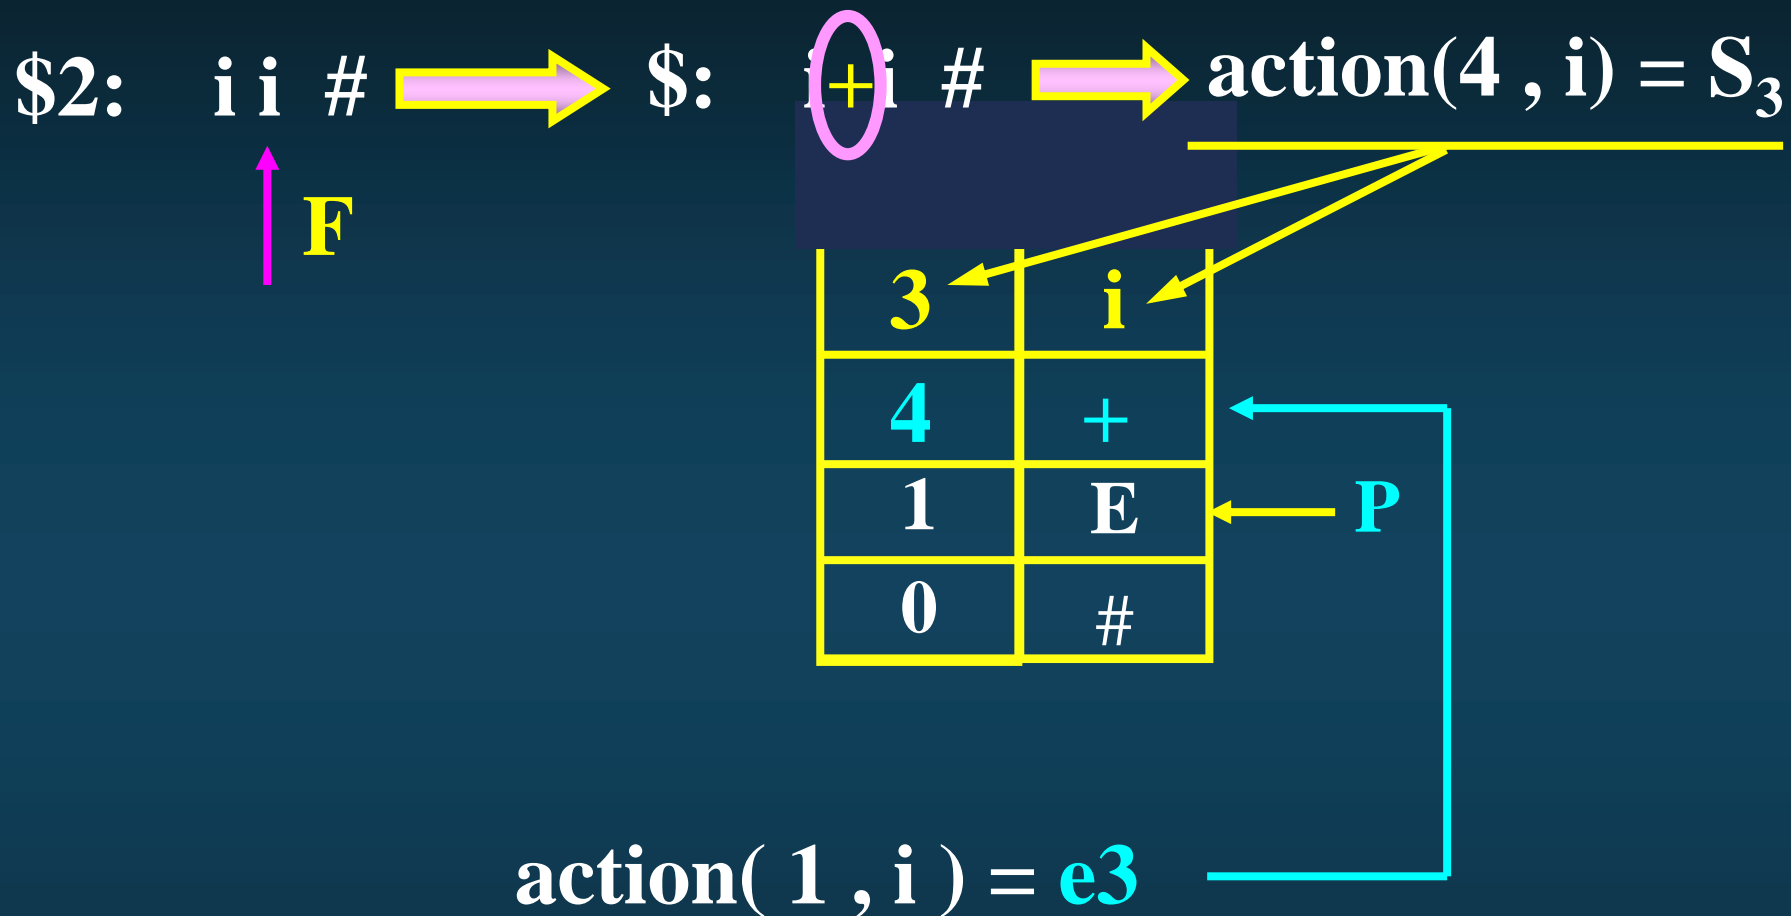 $2: i i # $: i+i # action(4 , i) = S₃
F
3 i
4 +
1 E P
0 #
action( 1 , i ) = e3